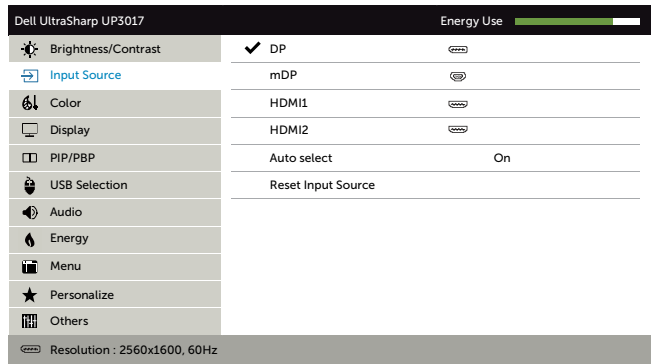 Dell UltraSharp UP3017 Energy Use
Brightness/Contrast DP
Input Source mDP
Color HDMI1
Display HDMI2
PIP/PBP Auto select On
USB Selection Reset Input Source
Audio
Energy
Menu
Personalize
Others
Resolution : 2560x1600, 60Hz